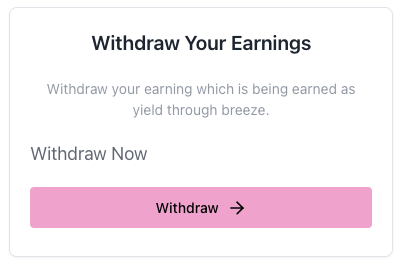 Withdraw Your Earnings
Withdraw your earning which is being earned as
yield through breeze.
Withdraw Now
Withdraw →